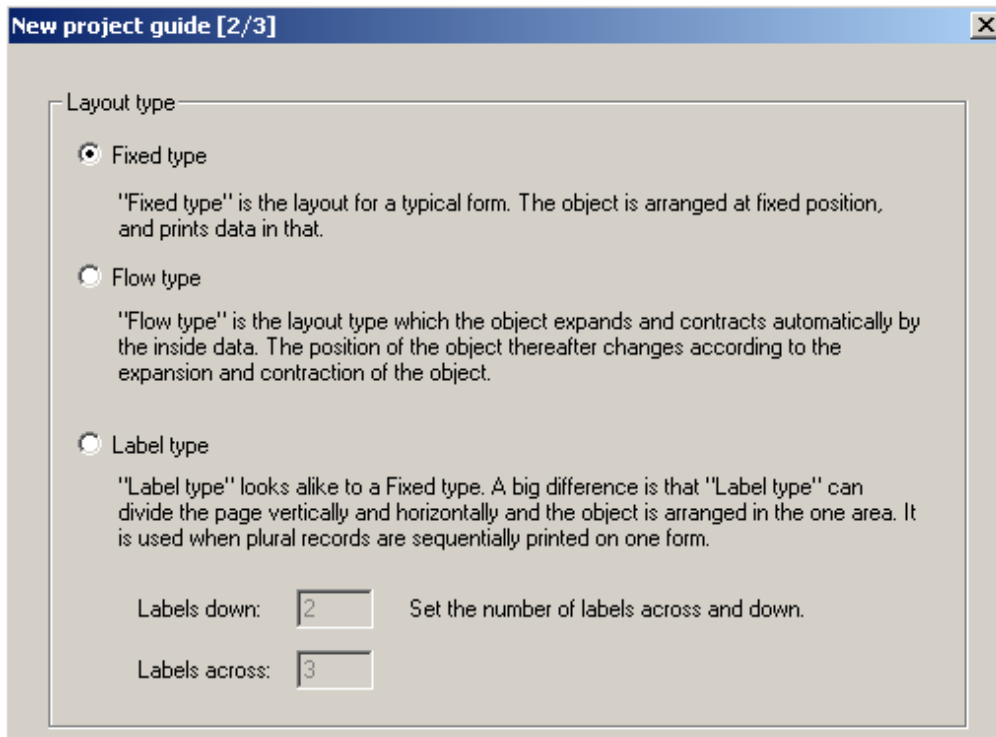 New project guide [2/3]
Layout type
Fixed type
"Fixed type" is the layout for a typical form. The object is arranged at fixed position,
and prints data in that.
Flow type
"Flow type" is the layout type which the object expands and contracts automatically by
the inside data. The position of the object thereafter changes according to the
expansion and contraction of the object.
Label type
"Label type" looks alike to a Fixed type. A big difference is that "Label type" can
divide the page vertically and horizontally and the object is arranged in the one area. It
is used when plural records are sequentially printed on one form.
Labels down: 2 Set the number of labels across and down.
Labels across: 3